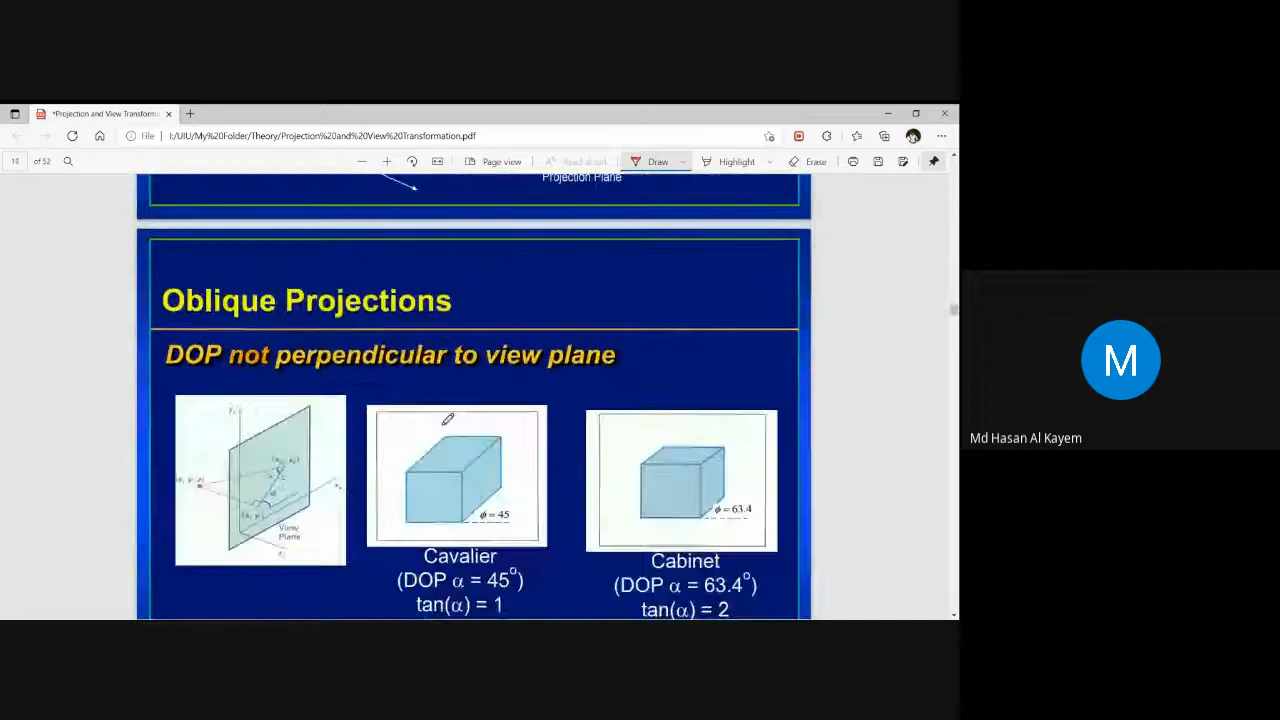 *Projection and View Transforma
File
J:/UIU/My%20Folder/Theory/Projection%20and%20View%20Transformation.pdf
18 of 52
Page view
Read aloud
Draw
Highlight
Erase
Projection Plane
Oblique Projections
DOP not perpendicular to view plane
View
Plane
ϕ = 45
ϕ = 63.4
Cavalier
(DOP α = 45°)
tan(α) = 1
Cabinet
(DOP α = 63.4°)
tan(α) = 2
M
Md Hasan Al Kayem